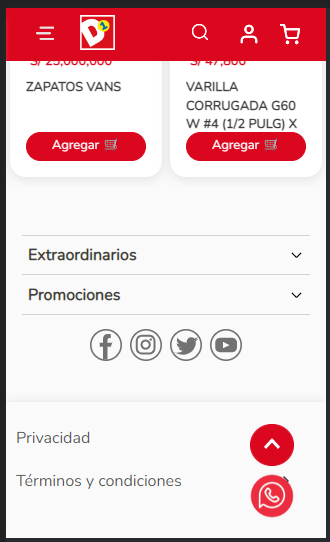 D1
S/ 25,000,000
S/ 47,800
ZAPATOS VANS
VARILLA
CORRUGADA G60
W #4 (1/2 PULG) X
Agregar
Agregar
Extraordinarios
Promociones
Privacidad
Términos y condiciones